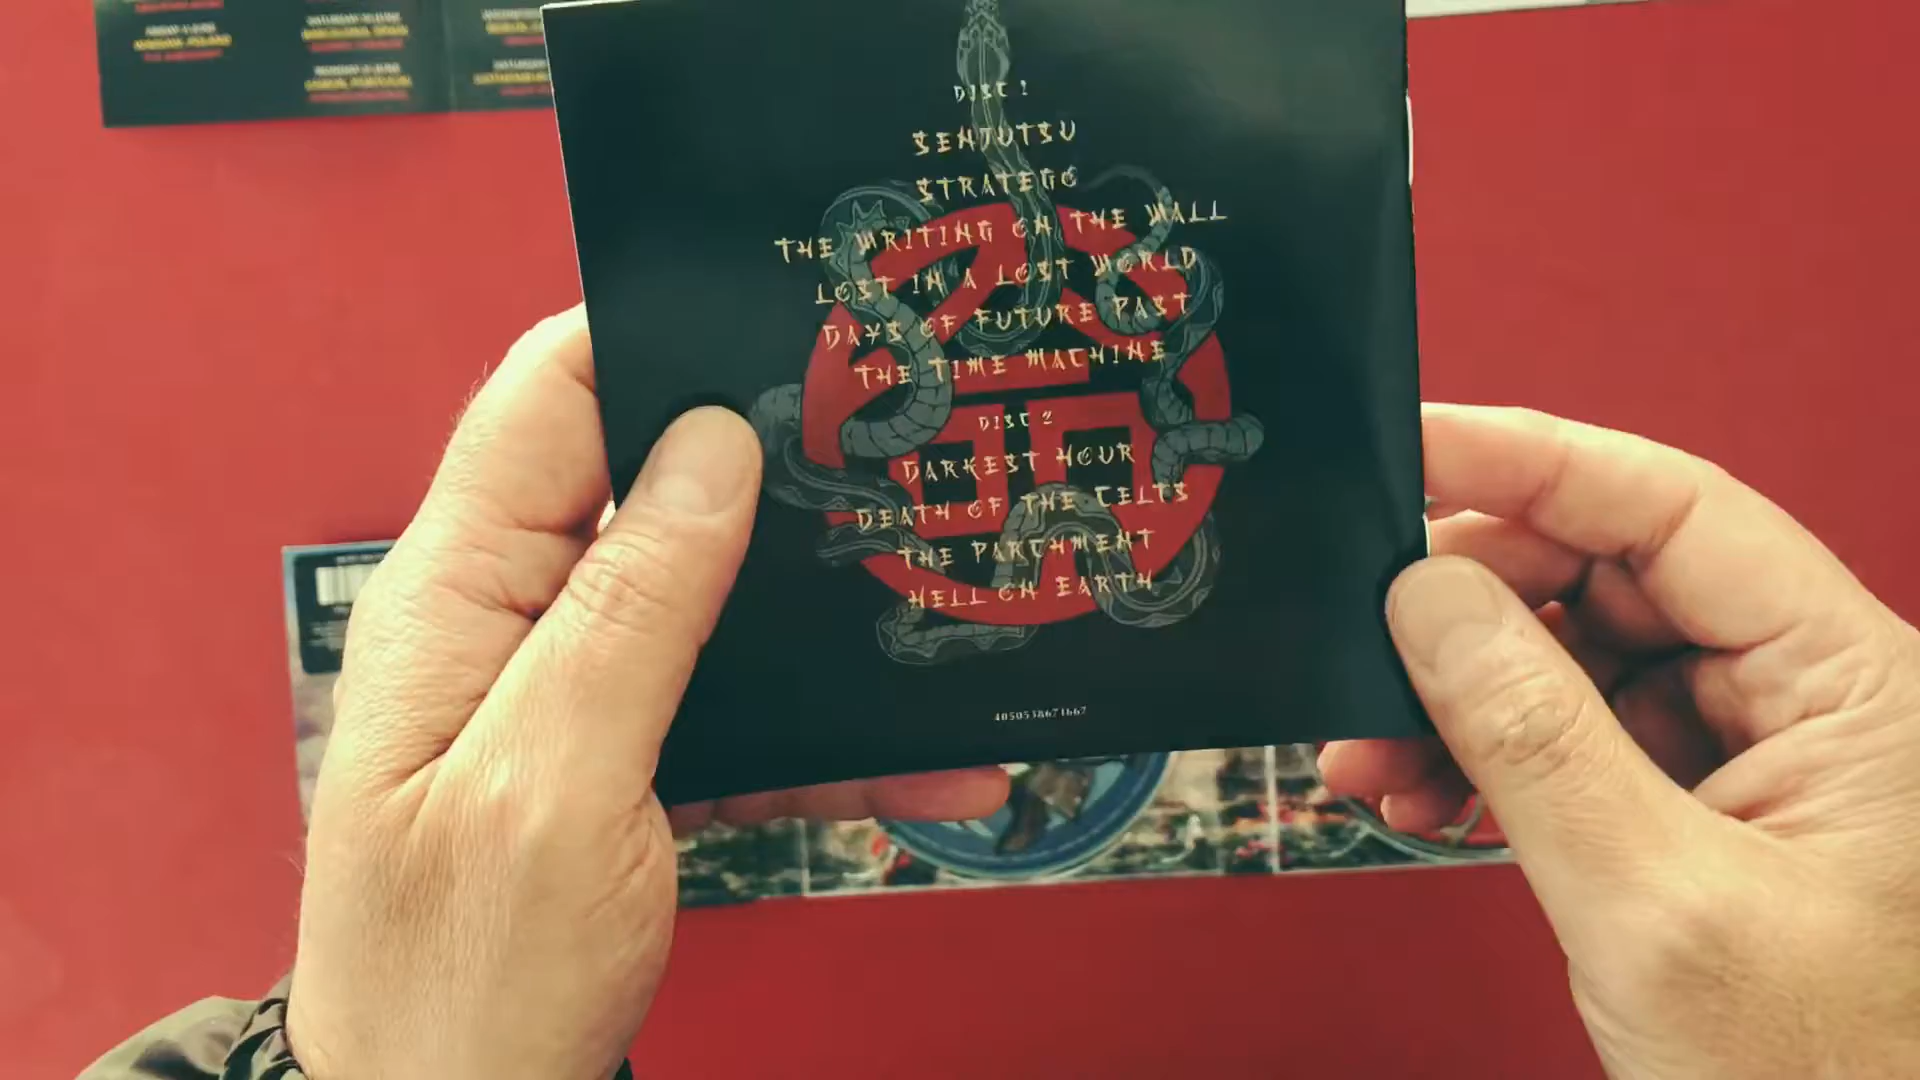 SATURDAY
DISC 1
SENJUTSU
STRATEGO
THE WRITING ON THE WALL
LOST IN A LOST WORLD
DAYS OF FUTURE PAST
THE TIME MACHINE
DISC 2
DARKEST HOUR
DEATH OF THE CELTS
THE PARCHMENT
HELL ON EARTH
4050538671667